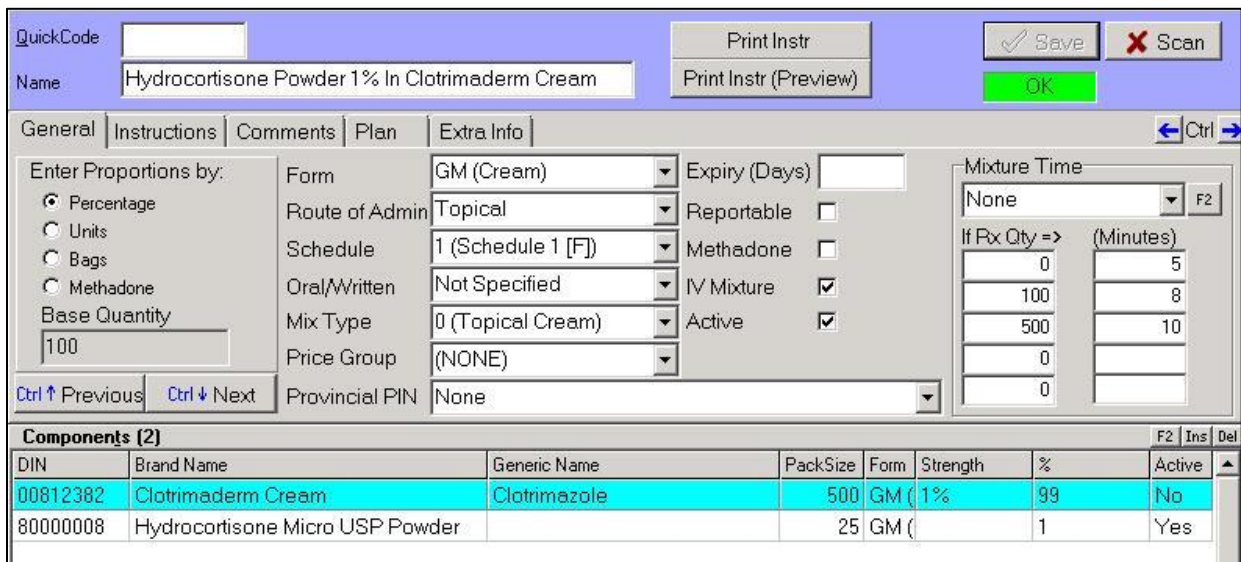 QuickCode
Print Instr
Save
Scan
Name
Hydrocortisone Powder 1% In Clotrimaderm Cream
Print Instr (Preview)
OK
General Instructions Comments Plan Extra Info
Ctrl
Enter Proportions by:
Percentage
Units
Bags
Methadone
Base Quantity
100
Ctrl ↑ Previous Ctrl ↓ Next
Form GM (Cream)
Route of Admin Topical
Schedule 1 (Schedule 1 [F])
Oral/Written Not Specified
Mix Type 0 (Topical Cream)
Price Group (NONE)
Provincial PIN None
Expiry (Days)
Reportable
Methadone
IV Mixture
Active
Mixture Time
None F2
If Rx Qty => (Minutes)
0 5
100 8
500 10
0
0
Components (2) F2 Ins Del
DIN Brand Name Generic Name PackSize Form Strength % Active
00812382 Clotrimaderm Cream Clotrimazole 500 GM ( 1% 99 No
80000008 Hydrocortisone Micro USP Powder 25 GM ( 1 Yes